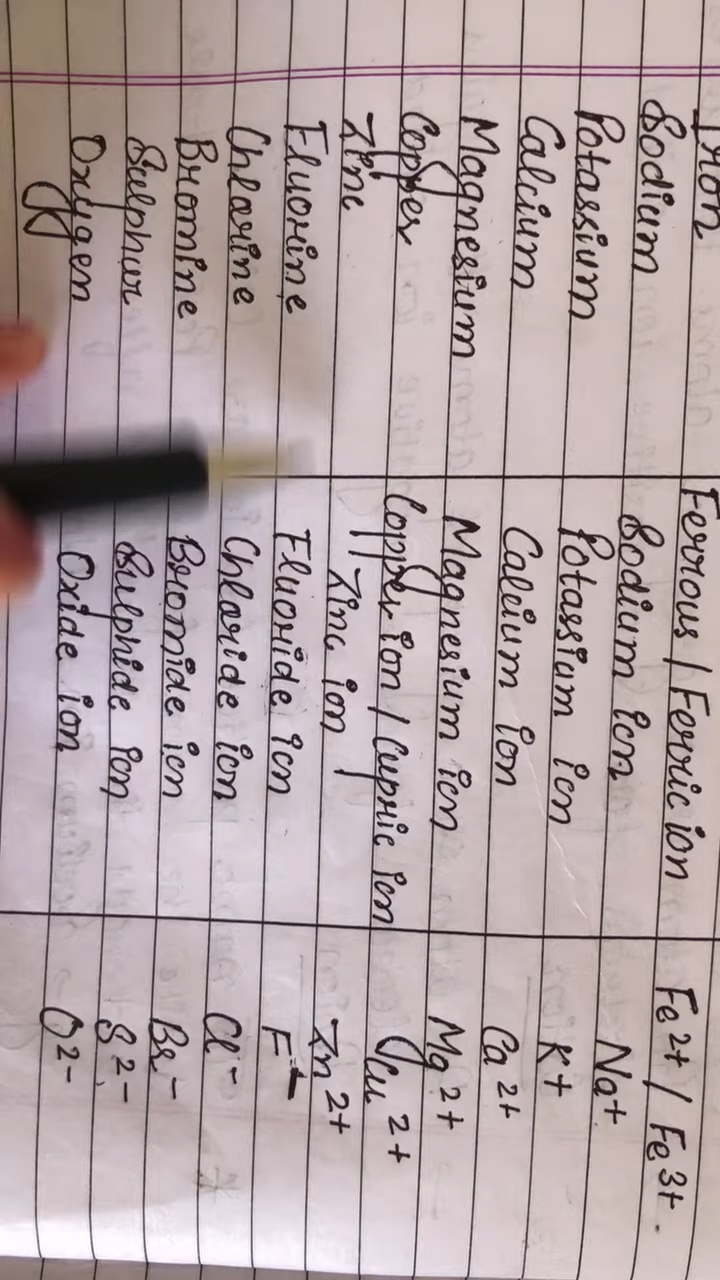 Iron Ferrous / Ferric ion Fe2+ / Fe3+.
Sodium Sodium ion Na+
Potassium Potassium ion K+
Calcium Calcium ion Ca2+
Magnesium Magnesium ion Mg2+
Copper Copper ion / Cupric ion Cu2+
Zinc Zinc ion Zn2+
Fluorine Fluoride ion F-
Chlorine Chloride ion Cl-
Bromine Bromide ion Br-
Sulphur Sulphide ion S2-
Oxygen Oxide ion O2-